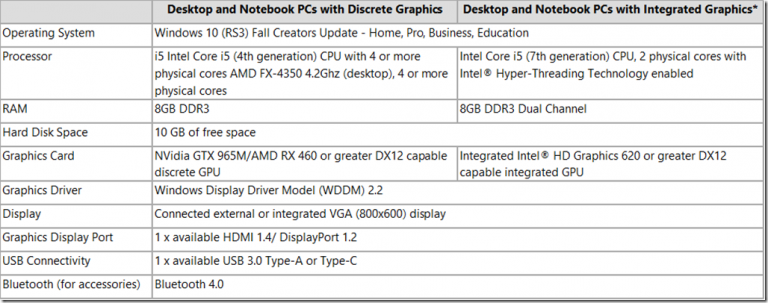 Desktop and Notebook PCs with Discrete Graphics Desktop and Notebook PCs with Integrated Graphics*
Operating System Windows 10 (RS3) Fall Creators Update - Home, Pro, Business, Education
Processor i5 Intel Core i5 (4th generation) CPU with 4 or more Intel Core i5 (7th generation) CPU, 2 physical cores with
physical cores AMD FX-4350 4.2Ghz (desktop), 4 or more Intel® Hyper-Threading Technology enabled
physical cores
RAM 8GB DDR3 8GB DDR3 Dual Channel
Hard Disk Space 10 GB of free space
Graphics Card NVidia GTX 965M/AMD RX 460 or greater DX12 capable Integrated Intel® HD Graphics 620 or greater DX12
discrete GPU capable integrated GPU
Graphics Driver Windows Display Driver Model (WDDM) 2.2
Display Connected external or integrated VGA (800x600) display
Graphics Display Port 1 x available HDMI 1.4/ DisplayPort 1.2
USB Connectivity 1 x available USB 3.0 Type-A or Type-C
Bluetooth (for accessories) Bluetooth 4.0